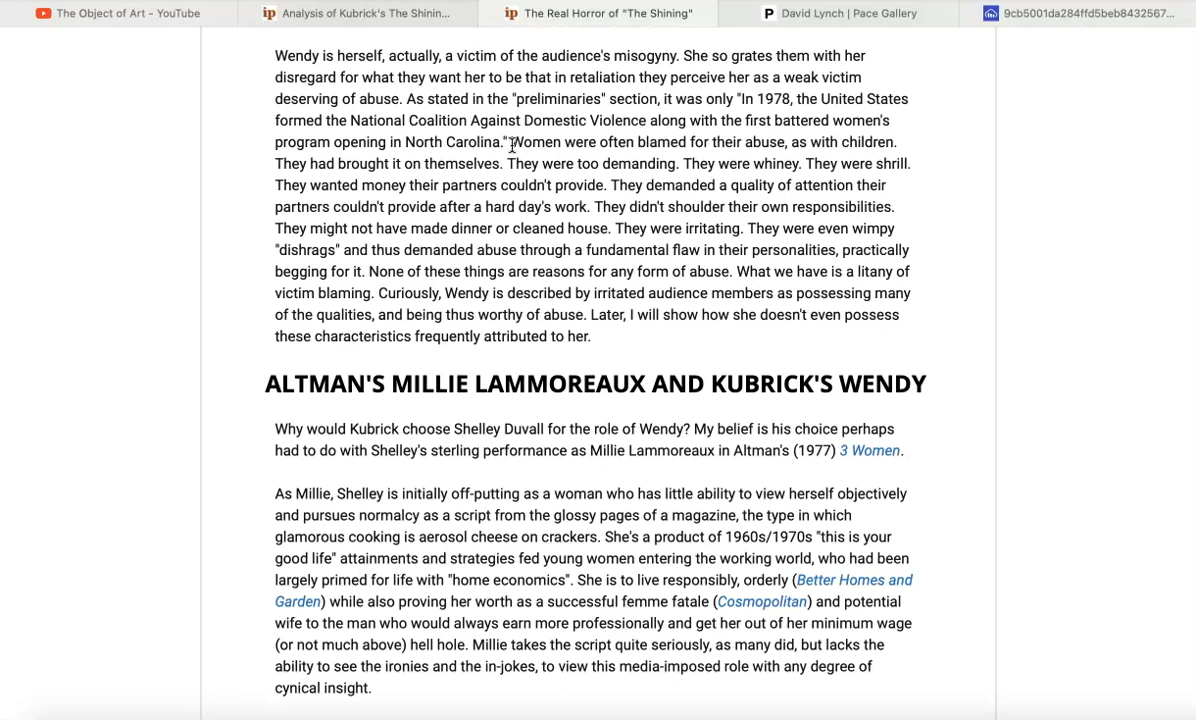 The Object of Art - YouTube
Analysis of Kubrick's The Shinin...
The Real Horror of "The Shining"
David Lynch | Pace Gallery
9cb5001da284ffd5beb8432567...
Wendy is herself, actually, a victim of the audience's misogyny. She so grates them with her
disregard for what they want her to be that in retaliation they perceive her as a weak victim
deserving of abuse. As stated in the "preliminaries" section, it was only "In 1978, the United States
formed the National Coalition Against Domestic Violence along with the first battered women's
program opening in North Carolina." Women were often blamed for their abuse, as with children.
They had brought it on themselves. They were too demanding. They were whiney. They were shrill.
They wanted money their partners couldn't provide. They demanded a quality of attention their
partners couldn't provide after a hard day's work. They didn't shoulder their own responsibilities.
They might not have made dinner or cleaned house. They were irritating. They were even wimpy
"dishrags" and thus demanded abuse through a fundamental flaw in their personalities, practically
begging for it. None of these things are reasons for any form of abuse. What we have is a litany of
victim blaming. Curiously, Wendy is described by irritated audience members as possessing many
of the qualities, and being thus worthy of abuse. Later, I will show how she doesn't even possess
these characteristics frequently attributed to her.
ALTMAN'S MILLIE LAMMOREAUX AND KUBRICK'S WENDY
Why would Kubrick choose Shelley Duvall for the role of Wendy? My belief is his choice perhaps
had to do with Shelley's sterling performance as Millie Lammoreaux in Altman's (1977) 3 Women.
As Millie, Shelley is initially off-putting as a woman who has little ability to view herself objectively
and pursues normalcy as a script from the glossy pages of a magazine, the type in which
glamorous cooking is aerosol cheese on crackers. She's a product of 1960s/1970s "this is your
good life" attainments and strategies fed young women entering the working world, who had been
largely primed for life with "home economics". She is to live responsibly, orderly (Better Homes and
Garden) while also proving her worth as a successful femme fatale (Cosmopolitan) and potential
wife to the man who would always earn more professionally and get her out of her minimum wage
(or not much above) hell hole. Millie takes the script quite seriously, as many did, but lacks the
ability to see the ironies and the in-jokes, to view this media-imposed role with any degree of
cynical insight.